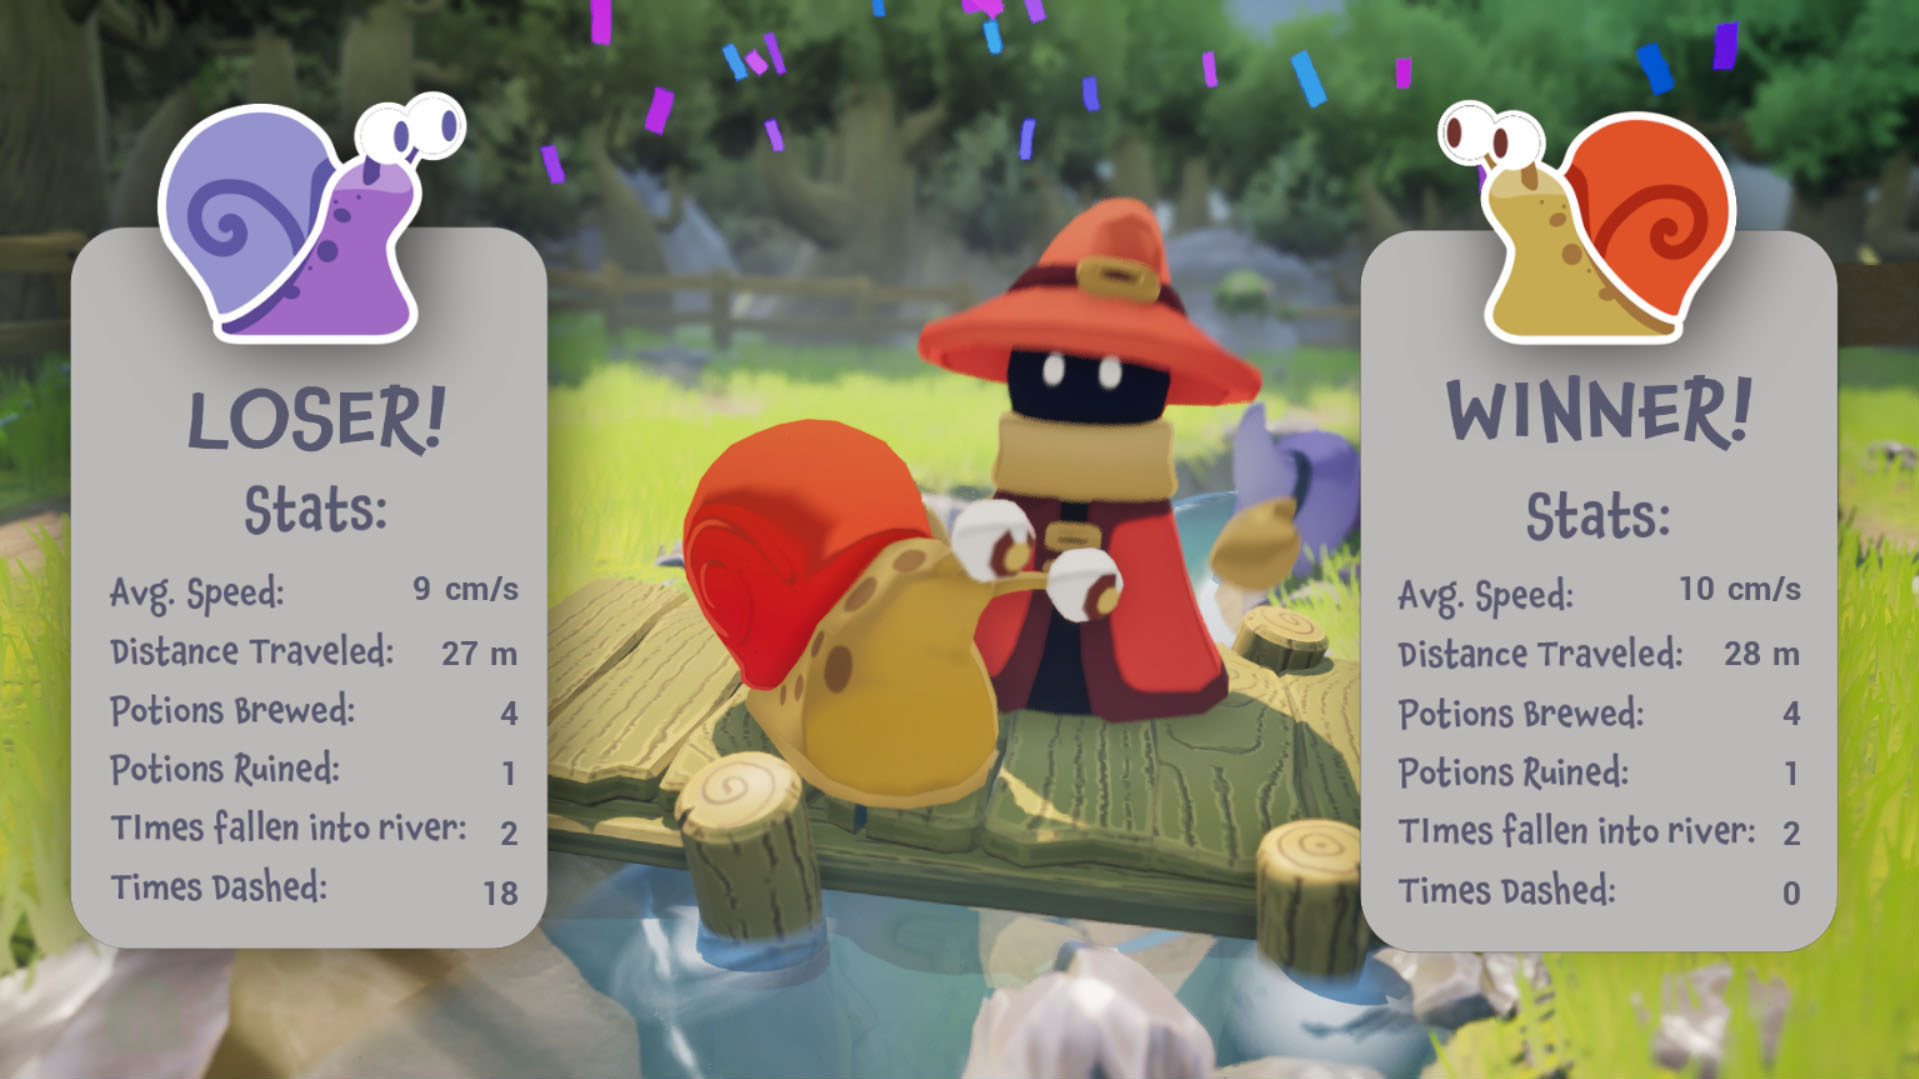 LOSER!
Stats:
Avg. Speed: 9 cm/s
Distance Traveled: 27 m
Potions Brewed: 4
Potions Ruined: 1
TImes fallen into river: 2
Times Dashed: 18
WINNER!
Stats:
Avg. Speed: 10 cm/s
Distance Traveled: 28 m
Potions Brewed: 4
Potions Ruined: 1
TImes fallen into river: 2
Times Dashed: 0